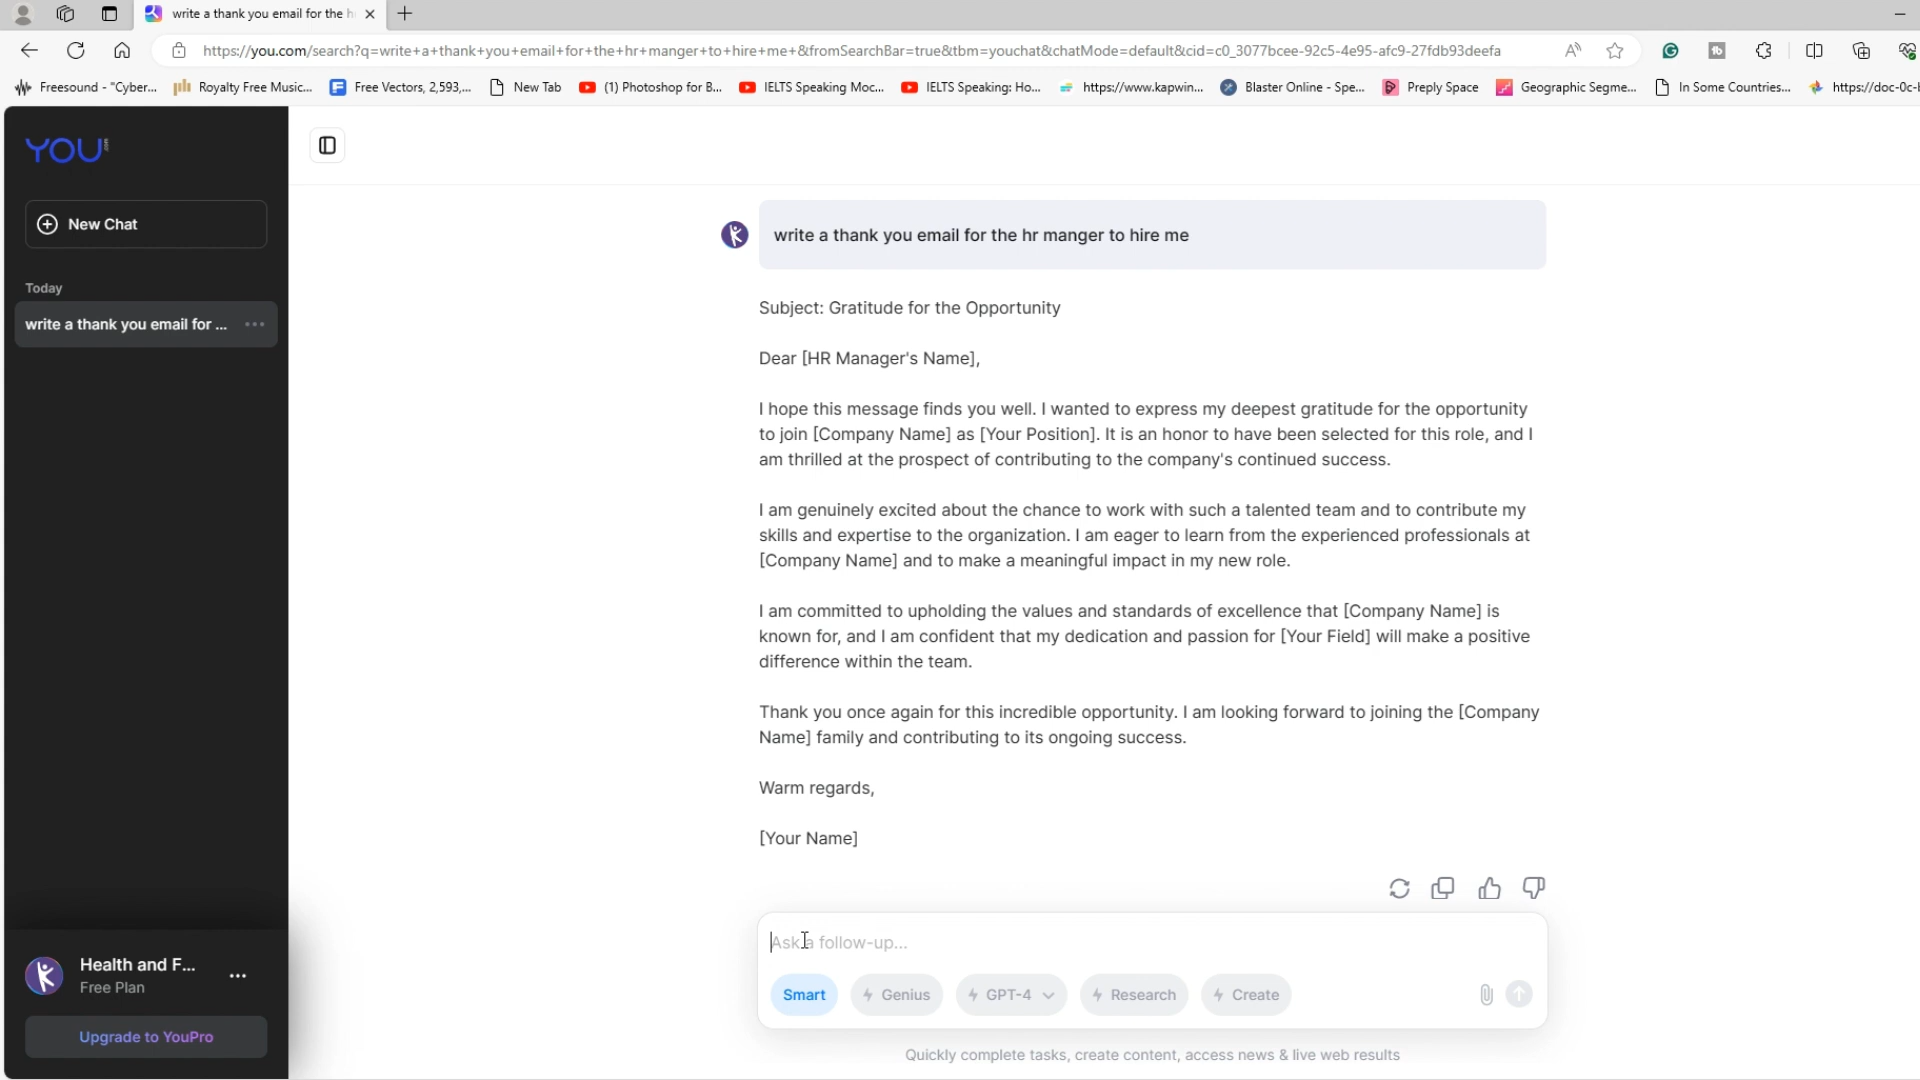 write a thank you email for the h
https://you.com/search?q=write+a+thank+you+email+for+the+hr+manger+to+hire+me+&fromSearchBar=true&tbm=youchat&chatMode=default&cid=c0_3077bcee-92c5-4e95-afc9-27fdb93deefa
Freesound - "Cyber... Royalty Free Music... Free Vectors, 2,593,... New Tab (1) Photoshop for B... IELTS Speaking Moc... IELTS Speaking: Ho... https://www.kapwin... Blaster Online - Spe... Preply Space Geographic Segme... In Some Countries... https://doc-0c-
YOU.com
New Chat
Today
write a thank you email for ...
Health and F...
Free Plan
Upgrade to YouPro
write a thank you email for the hr manger to hire me
Subject: Gratitude for the Opportunity
Dear [HR Manager's Name],
I hope this message finds you well. I wanted to express my deepest gratitude for the opportunity
to join [Company Name] as [Your Position]. It is an honor to have been selected for this role, and I
am thrilled at the prospect of contributing to the company's continued success.
I am genuinely excited about the chance to work with such a talented team and to contribute my
skills and expertise to the organization. I am eager to learn from the experienced professionals at
[Company Name] and to make a meaningful impact in my new role.
I am committed to upholding the values and standards of excellence that [Company Name] is
known for, and I am confident that my dedication and passion for [Your Field] will make a positive
difference within the team.
Thank you once again for this incredible opportunity. I am looking forward to joining the [Company
Name] family and contributing to its ongoing success.
Warm regards,
[Your Name]
Ask a follow-up...
Smart Genius GPT-4 Research Create
Quickly complete tasks, create content, access news & live web results